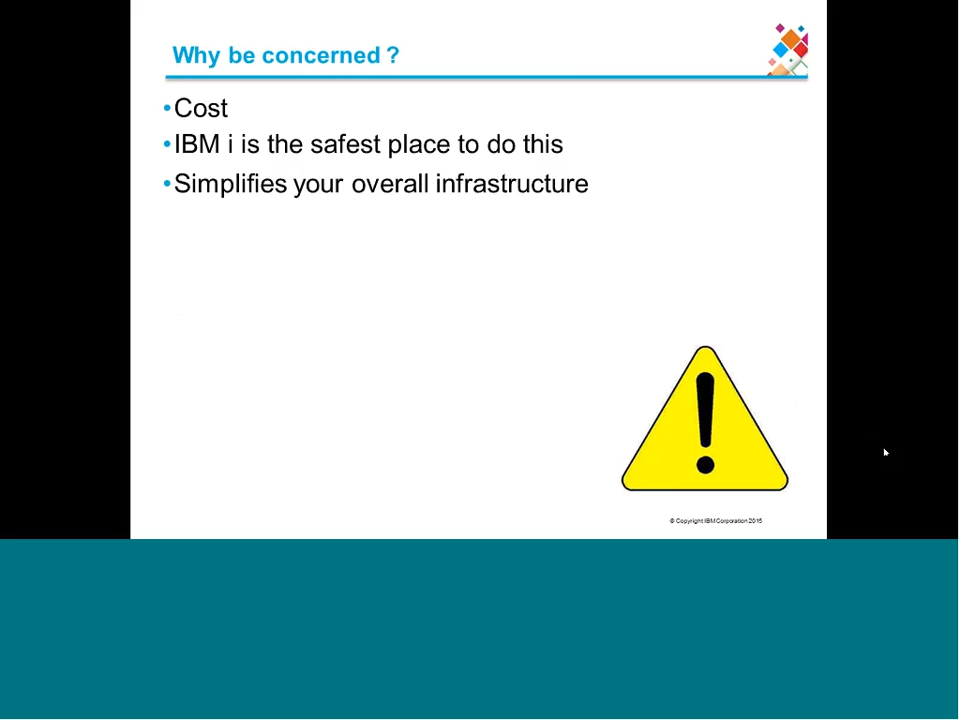 Why be concerned ?
•Cost
•IBM i is the safest place to do this
•Simplifies your overall infrastructure
© Copyright IBM Corporation 2015